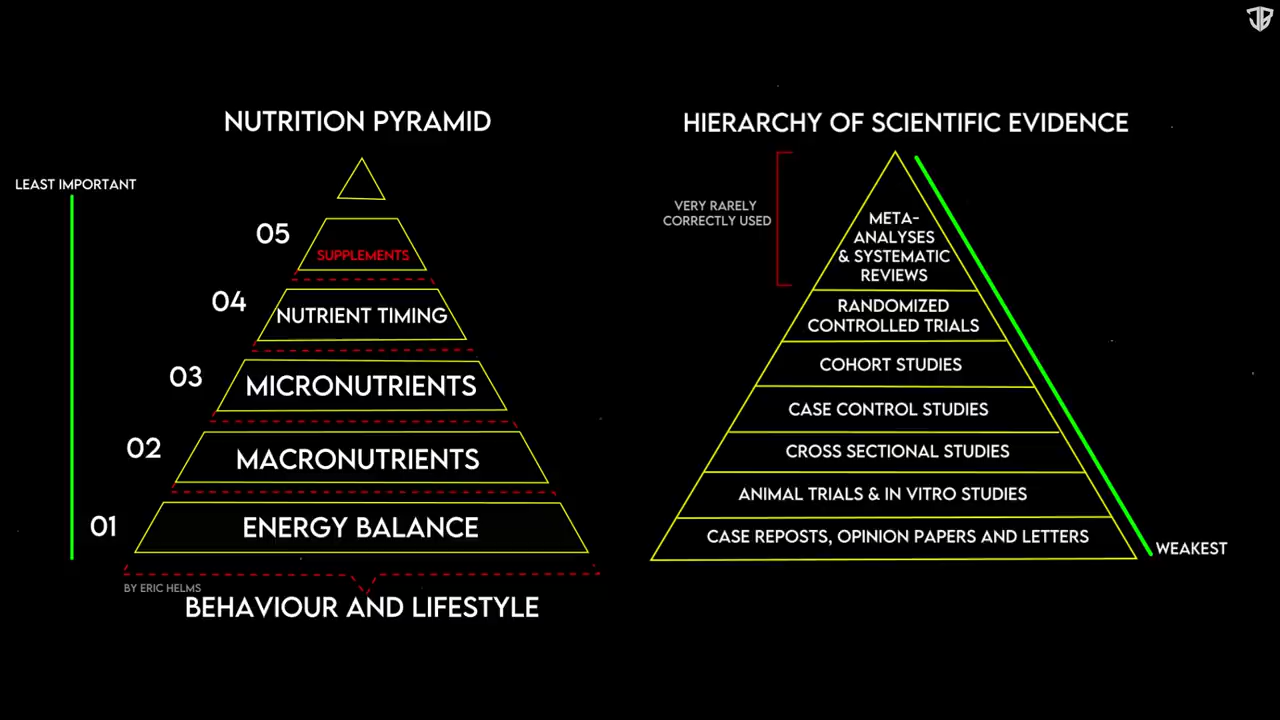 NUTRITION PYRAMID
LEAST IMPORTANT
05
SUPPLEMENTS
04
NUTRIENT TIMING
03
MICRONUTRIENTS
02
MACRONUTRIENTS
01
ENERGY BALANCE
BY ERIC HELMS
BEHAVIOUR AND LIFESTYLE
HIERARCHY OF SCIENTIFIC EVIDENCE
VERY RARELY
CORRECTLY USED
META-
ANALYSES
& SYSTEMATIC
REVIEWS
RANDOMIZED
CONTROLLED TRIALS
COHORT STUDIES
CASE CONTROL STUDIES
CROSS SECTIONAL STUDIES
ANIMAL TRIALS & IN VITRO STUDIES
CASE REPOSTS, OPINION PAPERS AND LETTERS
WEAKEST